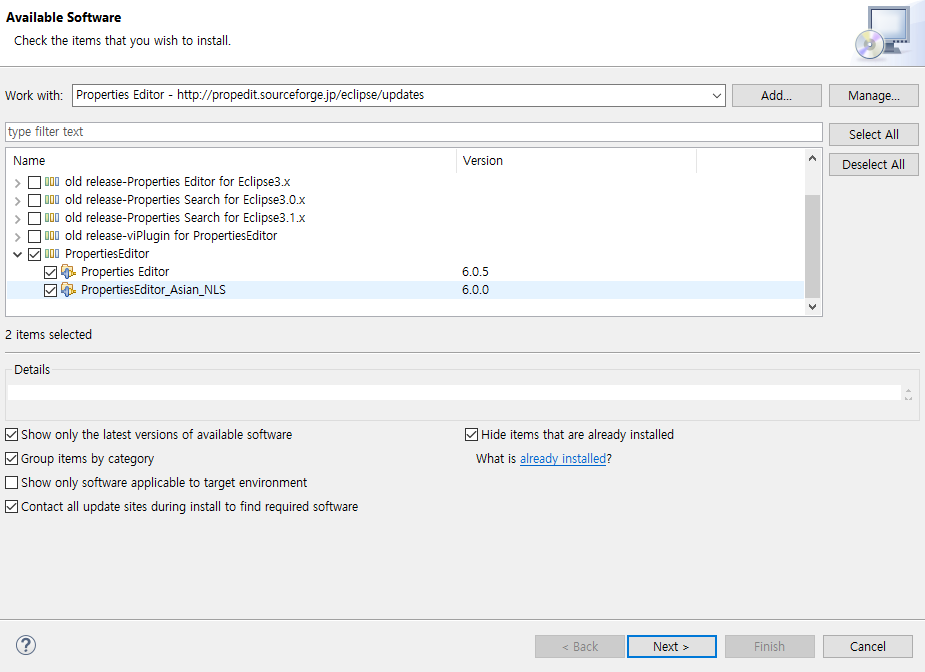 Available Software
Check the items that you wish to install.
Work with: Properties Editor - http://propedit.sourceforge.jp/eclipse/updates Add... Manage...
type filter text Select All
Deselect All
Name Version
old release-Properties Editor for Eclipse3.x
old release-Properties Search for Eclipse3.0.x
old release-Properties Search for Eclipse3.1.x
old release-viPlugin for PropertiesEditor
PropertiesEditor
Properties Editor 6.0.5
PropertiesEditor_Asian_NLS 6.0.0
2 items selected
Details
Show only the latest versions of available software Hide items that are already installed
Group items by category What is already installed?
Show only software applicable to target environment
Contact all update sites during install to find required software
? < Back Next > Finish Cancel